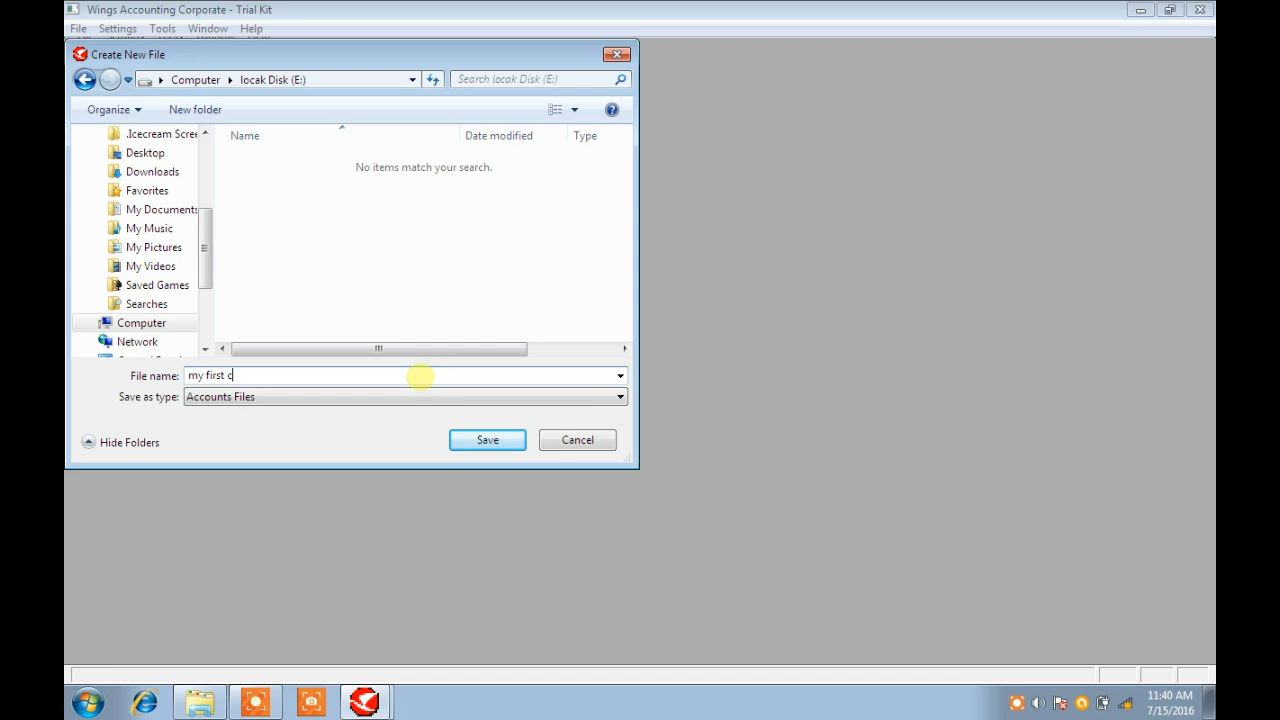 Wings Accounting Corporate - Trial Kit
File Settings Tools Window Help
Create New File
Computer locak Disk (E:) Search locak Disk (E:)
Organize New folder
Name Date modified Type
No items match your search.
.Icecream Scree
Desktop
Downloads
Favorites
My Documents
My Music
My Pictures
My Videos
Saved Games
Searches
Computer
Network
File name: my first c
Save as type: Accounts Files
Hide Folders Save Cancel
11:40 AM
7/15/2016